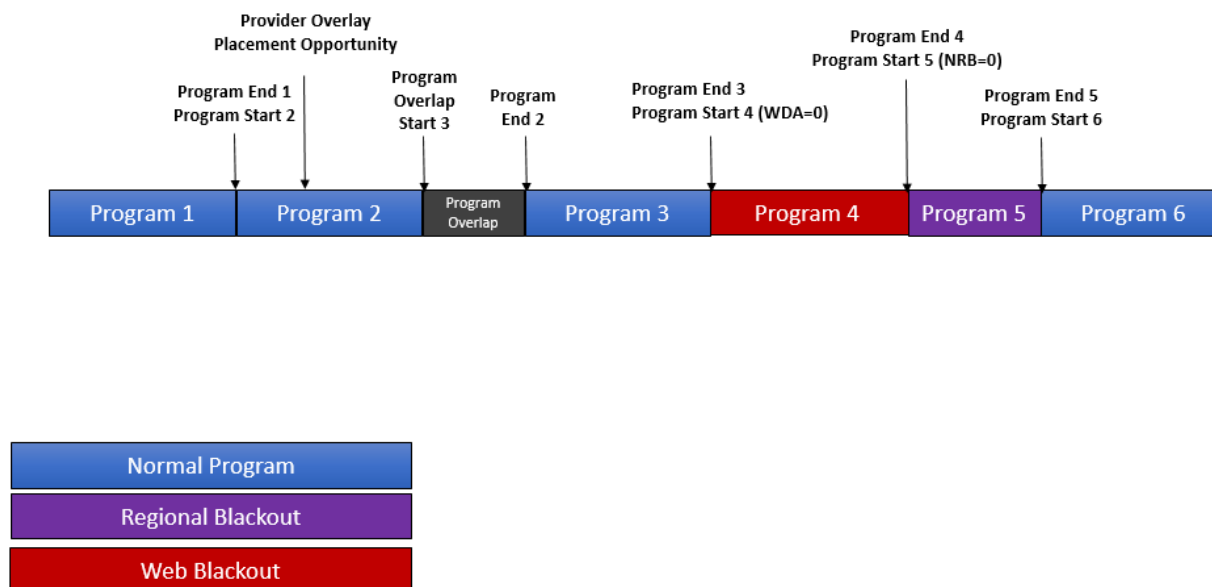 Provider Overlay
Placement Opportunity
Program End 1
Program Start 2
Program
Overlap
Start 3
Program
End 2
Program End 3
Program Start 4 (WDA=0)
Program End 4
Program Start 5 (NRB=0)
Program End 5
Program Start 6
Program 1
Program 2
Program
Overlap
Program 3
Program 4
Program 5
Program 6
Normal Program
Regional Blackout
Web Blackout